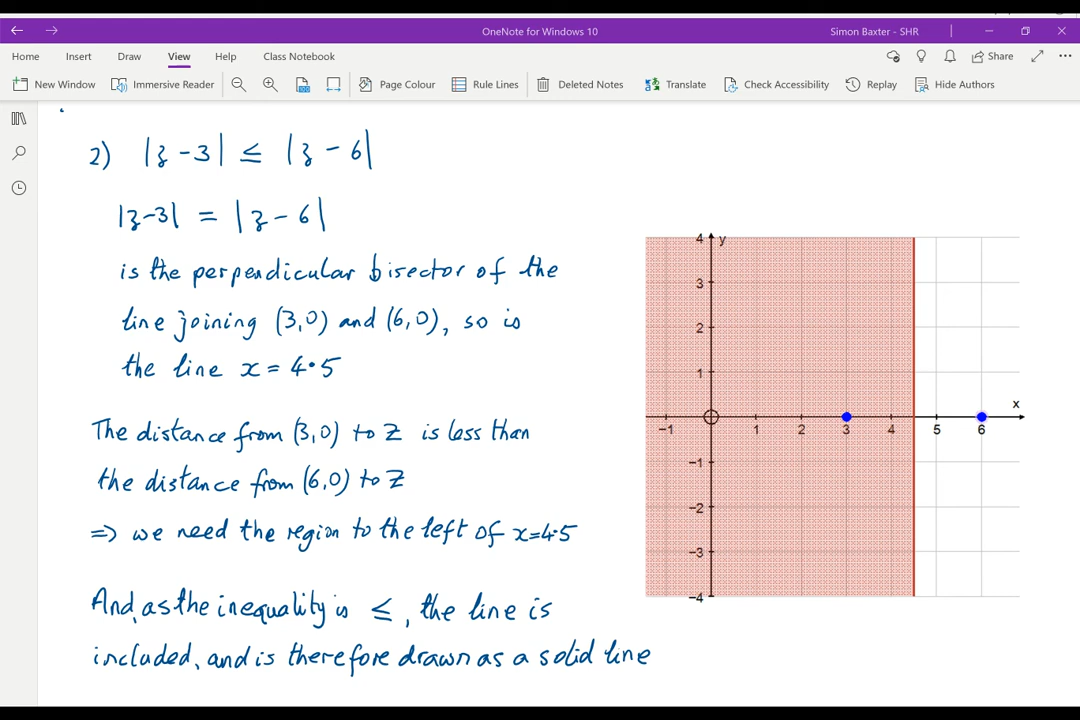 OneNote for Windows 10
Simon Baxter - SHR
Home Insert Draw View Help Class Notebook
Share
New Window Immersive Reader Page Colour Rule Lines Deleted Notes Translate Check Accessibility Replay Hide Authors
2) |z-3| ≤ |z-6|
|z-3| = |z-6|
is the perpendicular bisector of the
line joining (3,0) and (6,0), so is
the line x = 4·5
The distance from (3,0) to z is less than
the distance from (6,0) to z
=> we need the region to the left of x=4·5
And, as the inequality is ≤, the line is
included, and is therefore drawn as a solid line
4 y
3
2
1
x
-1 1 2 3 4 5 6
-1
-2
-3
-4